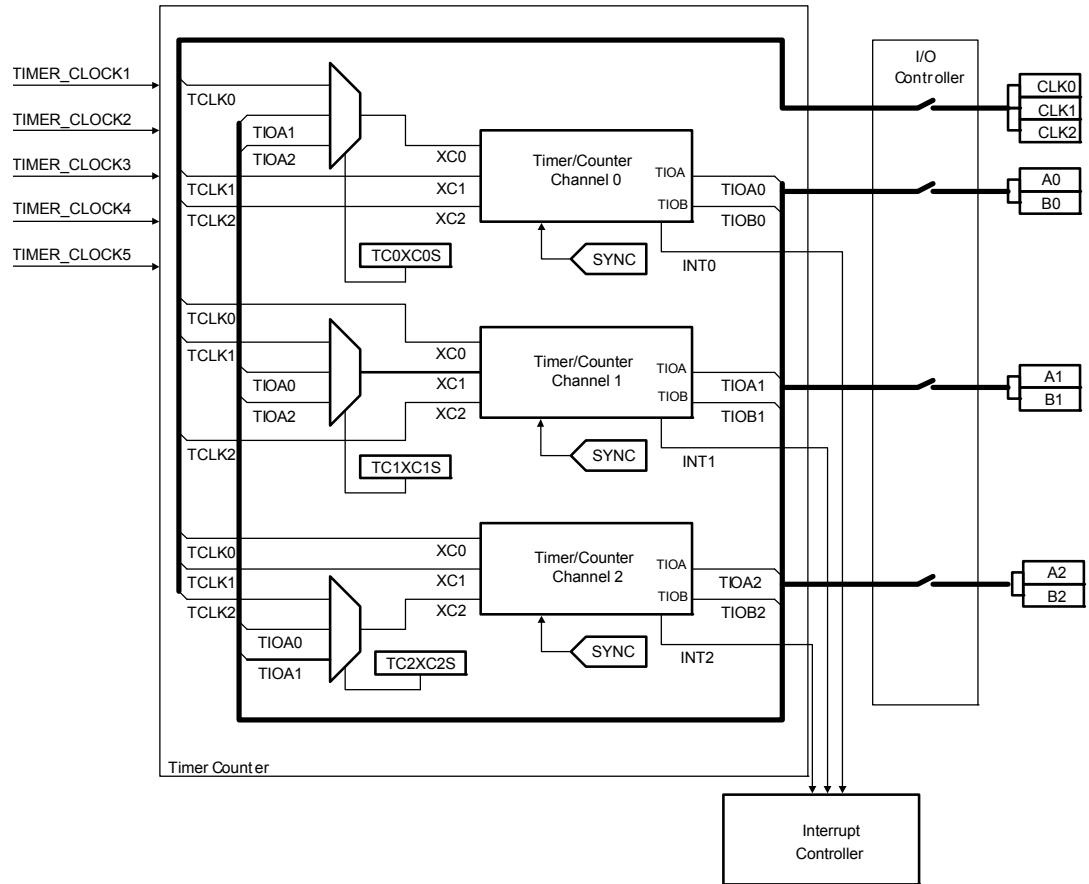 TIMER_CLOCK1
TIMER_CLOCK2
TIMER_CLOCK3
TIMER_CLOCK4
TIMER_CLOCK5
TCLK0
TIOA1
TIOA2
TCLK1
TCLK2
XC0
XC1
XC2
Timer/Counter
Channel 0
TIOA
TIOB
TIOA0
TIOB0
TC0XC0S
SYNC
INT0
TCLK0
TCLK1
TIOA0
TIOA2
TCLK2
XC0
XC1
XC2
Timer/Counter
Channel 1
TIOA
TIOB
TIOA1
TIOB1
TC1XC1S
SYNC
INT1
TCLK0
TCLK1
TCLK2
TIOA0
TIOA1
XC0
XC1
XC2
Timer/Counter
Channel 2
TIOA
TIOB
TIOA2
TIOB2
TC2XC2S
SYNC
INT2
Timer Counter
I/O
Controller
CLK0
CLK1
CLK2
A0
B0
A1
B1
A2
B2
Interrupt
Controller